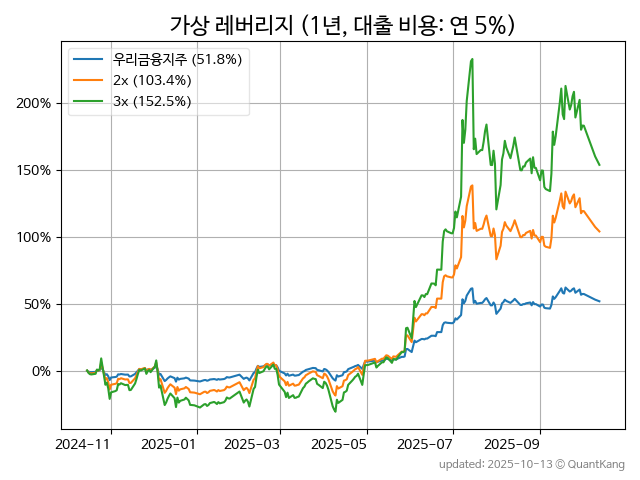 가상 레버리지 (1년, 대출 비용: 연 5%)
우리금융지주 (51.8%)
2x (103.4%)
3x (152.5%)
200%
150%
100%
50%
0%
2024-11
2025-01
2025-03
2025-05
2025-07
2025-09
updated: 2025-10-13 © QuantKang